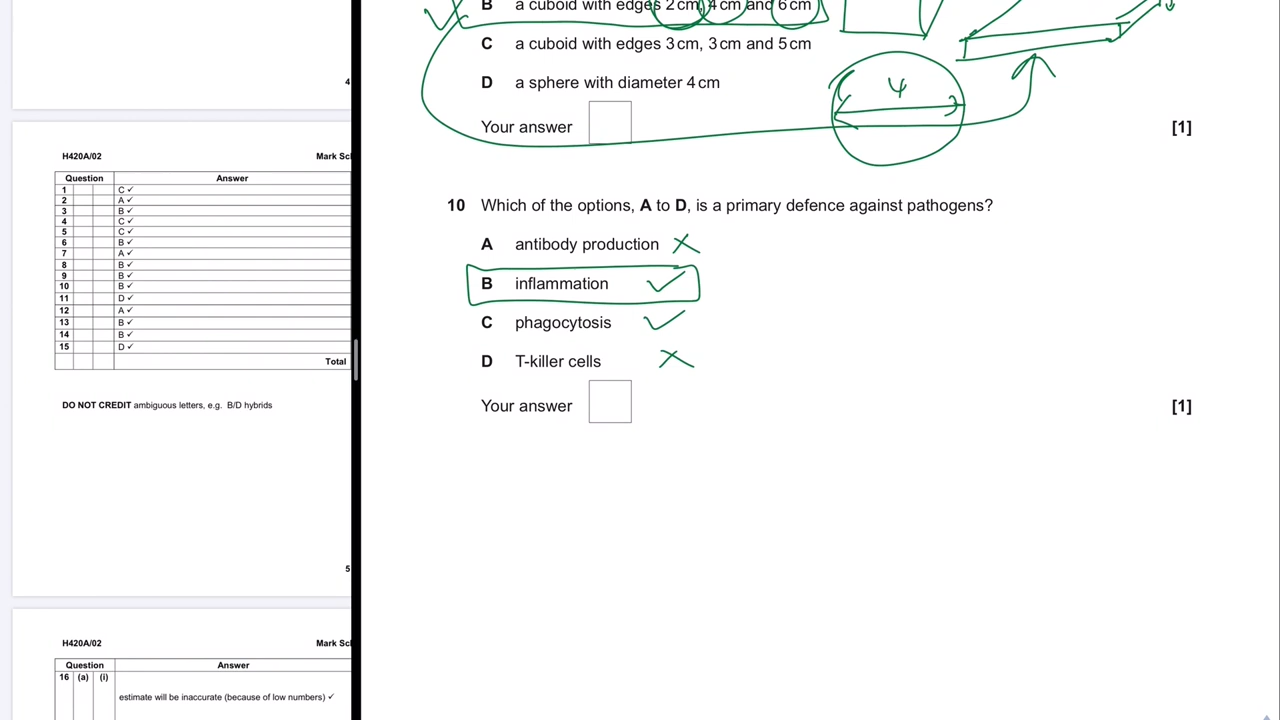 4
H420A/02 Mark Scl
Question Answer
1 C ✓
2 A ✓
3 B ✓
4 C ✓
5 C ✓
6 B ✓
7 A ✓
8 B ✓
9 B ✓
10 B ✓
11 D ✓
12 A ✓
13 B ✓
14 B ✓
15 D ✓
Total
DO NOT CREDIT ambiguous letters, e.g. B/D hybrids
5
H420A/02 Mark Scl
Question Answer
16 (a) (i)
estimate will be inaccurate (because of low numbers) ✓
B a cuboid with edges 2 cm, 4 cm and 6 cm
C a cuboid with edges 3 cm, 3 cm and 5 cm
D a sphere with diameter 4 cm
4
Your answer
[1]
10 Which of the options, A to D, is a primary defence against pathogens?
A antibody production
B inflammation
C phagocytosis
D T-killer cells
Your answer
[1]